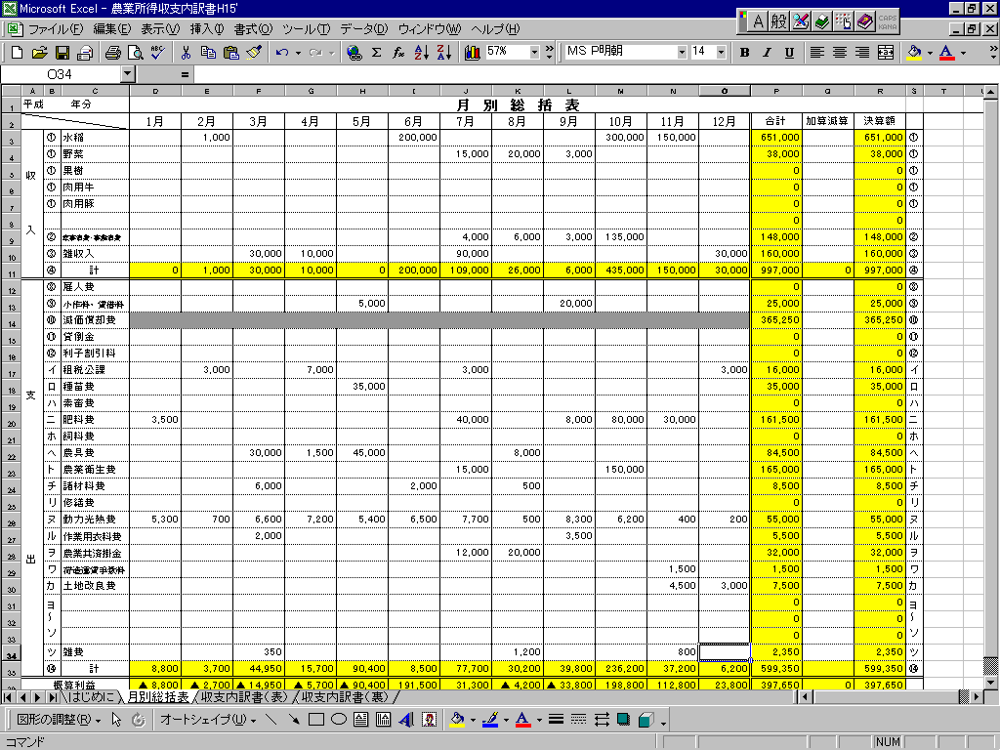 Microsoft Excel - 農業所得収支内訳書H15'
ファイル(F) 編集(E) 表示(V) 挿入(I) 書式(O) ツール(T) データ(D) ウィンドウ(W) ヘルプ(H)
A 般 CAPS KANA
57% MS P明朝 14 B I U
O34 =
A B C D E F G H I J K L M N O P Q R S T
1 平成 年分 月 別 総 括 表
2 1月 2月 3月 4月 5月 6月 7月 8月 9月 10月 11月 12月 合計 加算減算 決算額
3 ① 水稲 1,000 200,000 300,000 150,000 651,000 651,000 ①
4 ① 野菜 15,000 20,000 3,000 38,000 38,000 ①
5 収 ① 果樹 0 0 ①
6 ① 肉用牛 0 0 ①
7 ① 肉用豚 0 0 ①
8 0 0
9 入 ② 家事消費・事業消費 4,000 6,000 3,000 135,000 148,000 148,000 ②
10 ③ 雑収入 30,000 10,000 90,000 30,000 160,000 160,000 ③
11 ④ 計 0 1,000 30,000 10,000 0 200,000 109,000 26,000 6,000 435,000 150,000 30,000 997,000 0 997,000 ④
12 ⑧ 雇人費 0 0 ⑧
13 ⑨ 小作料・賃借料 5,000 20,000 25,000 25,000 ⑨
14 ⑩ 減価償却費 365,250 365,250 ⑩
15 ⑪ 貸倒金 0 0 ⑪
16 ⑫ 利子割引料 0 0 ⑫
17 イ 租税公課 3,000 7,000 3,000 3,000 16,000 16,000 イ
18 支 ロ 種苗費 35,000 35,000 35,000 ロ
19 ハ 素畜費 0 0 ハ
20 ニ 肥料費 3,500 40,000 8,000 80,000 30,000 161,500 161,500 ニ
21 ホ 飼料費 0 0 ホ
22 ヘ 農具費 30,000 1,500 45,000 8,000 84,500 84,500 ヘ
23 ト 農業衛生費 15,000 150,000 165,000 165,000 ト
24 チ 諸材料費 6,000 2,000 500 8,500 8,500 チ
25 リ 修繕費 0 0 リ
26 ヌ 動力光熱費 5,300 700 6,600 7,200 5,400 6,500 7,700 500 8,300 6,200 400 200 55,000 55,000 ヌ
27 ル 作業用衣料費 2,000 3,500 5,500 5,500 ル
28 出 ヲ 農業共済掛金 12,000 20,000 32,000 32,000 ヲ
29 ワ 荷造運賃手数料 1,500 1,500 1,500 ワ
30 カ 土地改良費 4,500 3,000 7,500 7,500 カ
31 ヨ 0 0 ヨ
32 ~ 0 0 ~
33 ソ 0 0 ソ
34 ツ 雑費 350 1,200 800 2,350 2,350 ツ
35 ⑭ 計 8,800 3,700 44,950 15,700 90,400 8,500 77,700 30,200 39,800 236,200 37,200 6,200 599,350 599,350 ⑭
概算利益 ▲ 8,800 ▲ 2,700 ▲ 14,950 ▲ 5,700 ▲ 90,400 191,500 31,300 ▲ 4,200 ▲ 33,800 198,800 112,800 23,800 397,650 0 397,650
はじめに 月別総括表 収支内訳書(表) 収支内訳書(裏)
図形の調整(R) オートシェイプ(U)
コマンド NUM